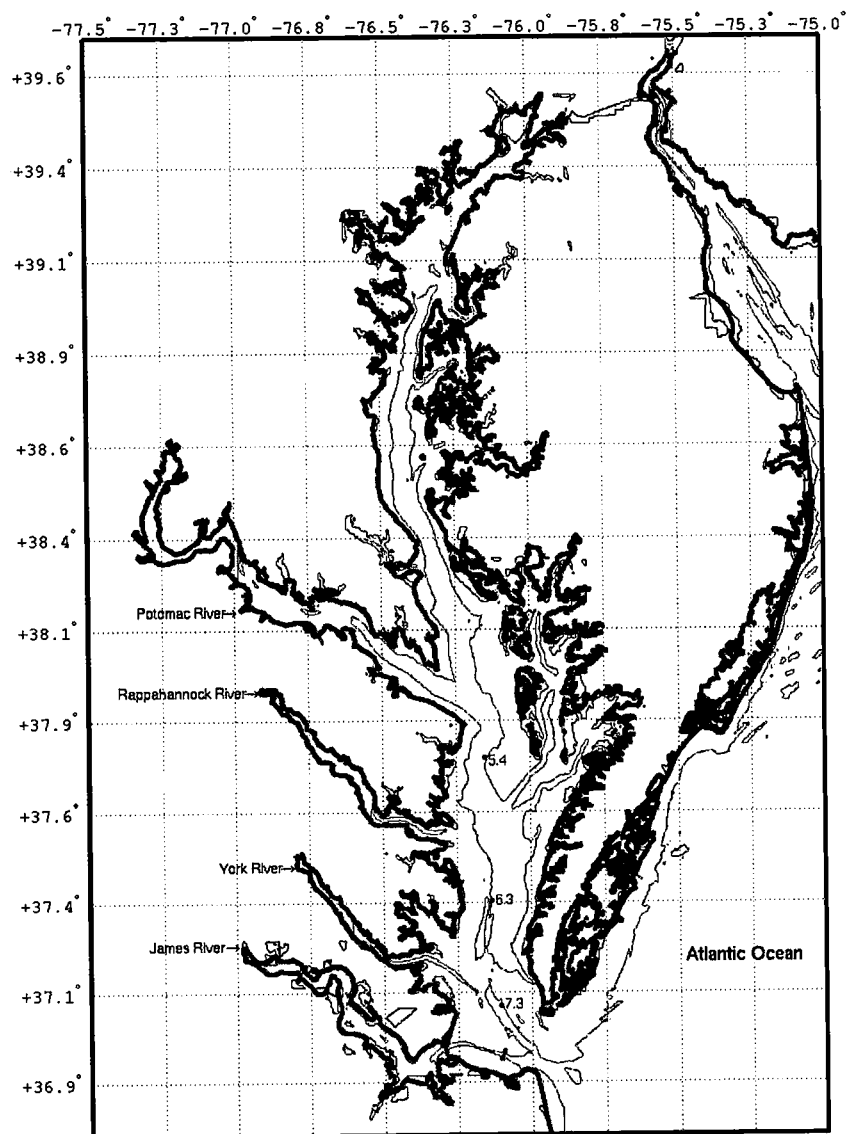 -77.5° -77.3° -77.0° -76.8° -76.5° -76.3° -76.0° -75.8° -75.5° -75.3° -75.0°
+39.6°
+39.4°
+39.1°
+38.9°
+38.6°
+38.4°
Potomac River→
+38.1°
Rappahannock River→
+37.9°
5.4
+37.6°
York River→
6.3
+37.4°
James River→
Atlantic Ocean
+37.1°
7.3
+36.9°